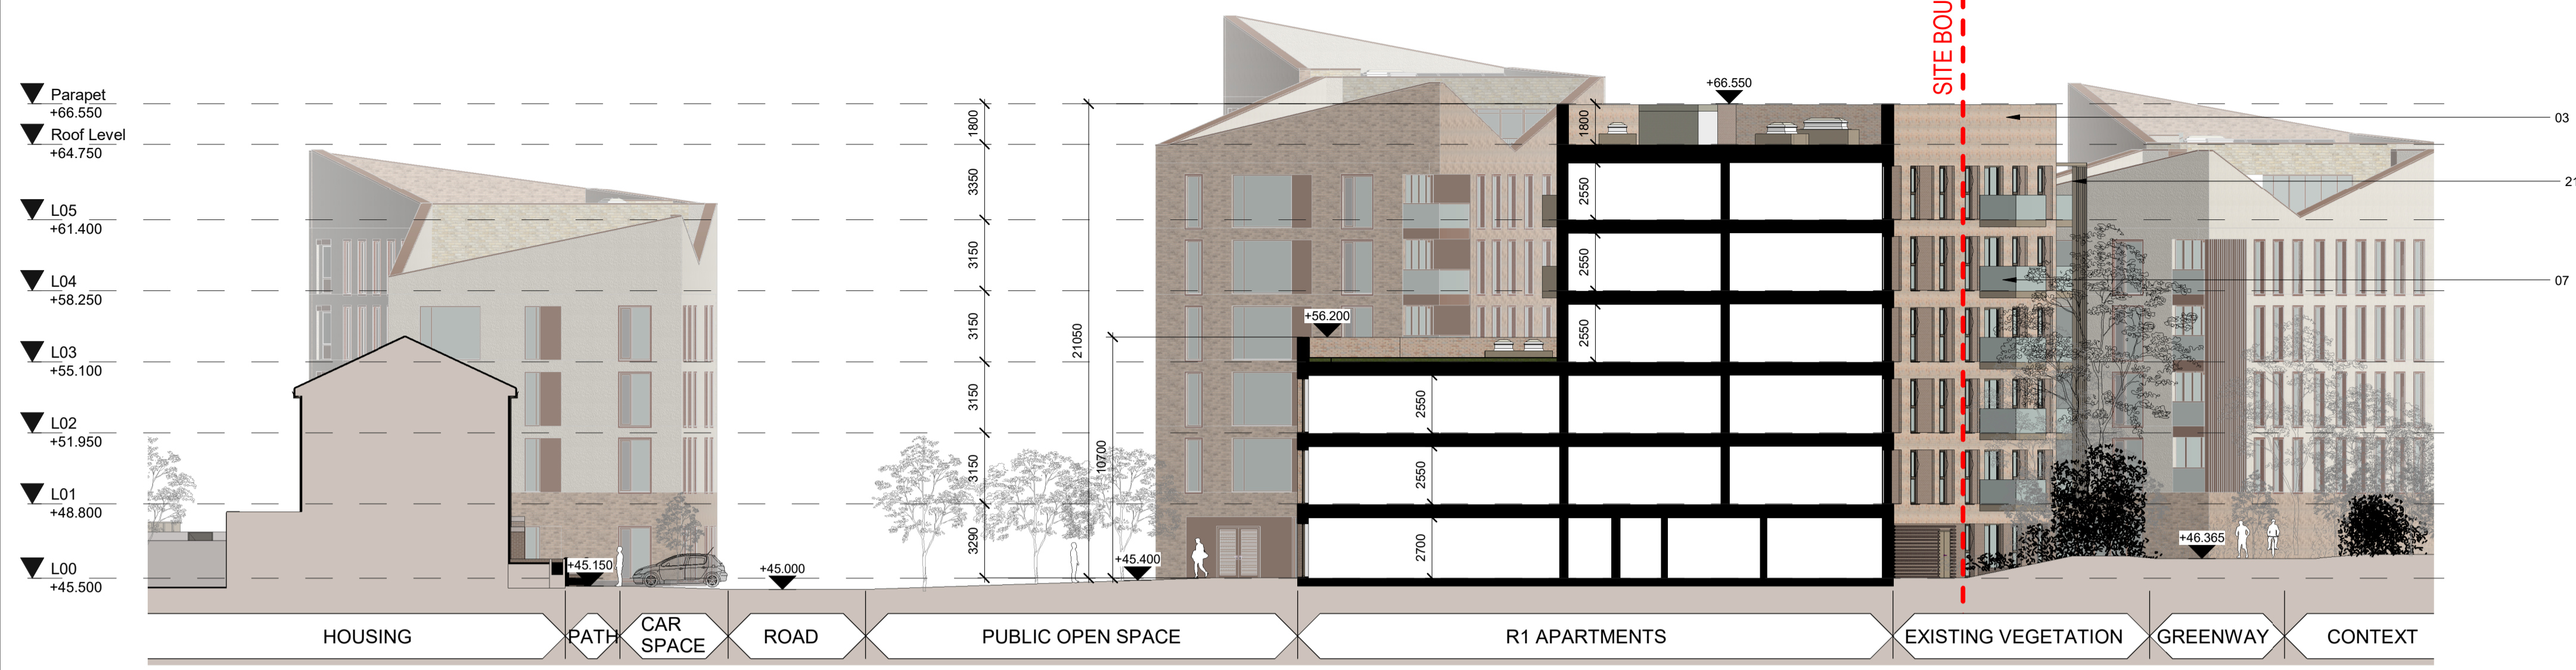 SITE BOU
Parapet
+66.550
Roof Level
+64.750
L05
+61.400
L04
+58.250
L03
+55.100
L02
+51.950
L01
+48.800
L00
+45.500
1800
3350
3150
3150
3150
3150
3150
3290
21050
10700
+66.550
1800
2550
2550
2550
+56.200
2550
2550
2700
03
21
07
+45.150
+45.000
+45.400
+46.365
HOUSING
PATH
CAR
SPACE
ROAD
PUBLIC OPEN SPACE
R1 APARTMENTS
EXISTING VEGETATION
GREENWAY
CONTEXT